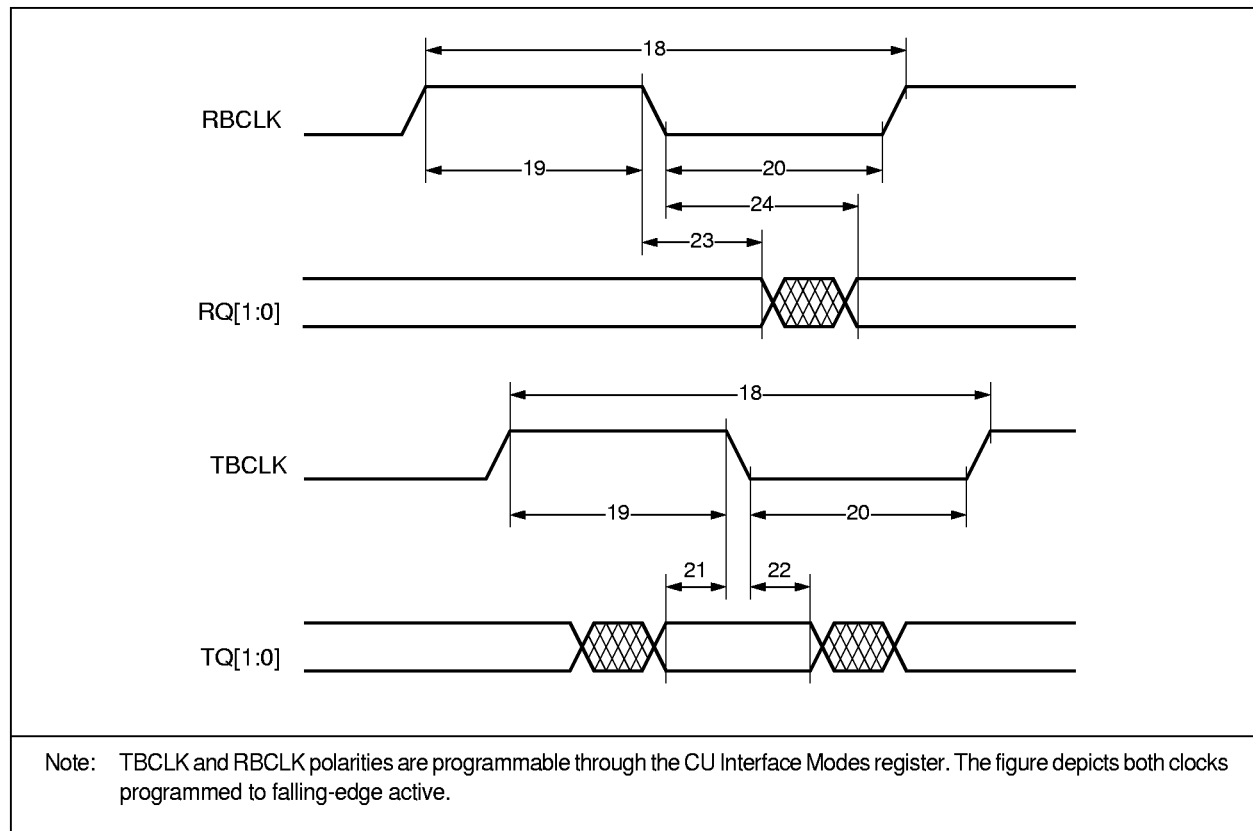 18
RBCLK
19
20
24
23
RQ[1:0]
18
TBCLK
19
20
21
22
TQ[1:0]
Note: TBCLK and RBCLK polarities are programmable through the CU Interface Modes register. The figure depicts both clocks
programmed to falling-edge active.